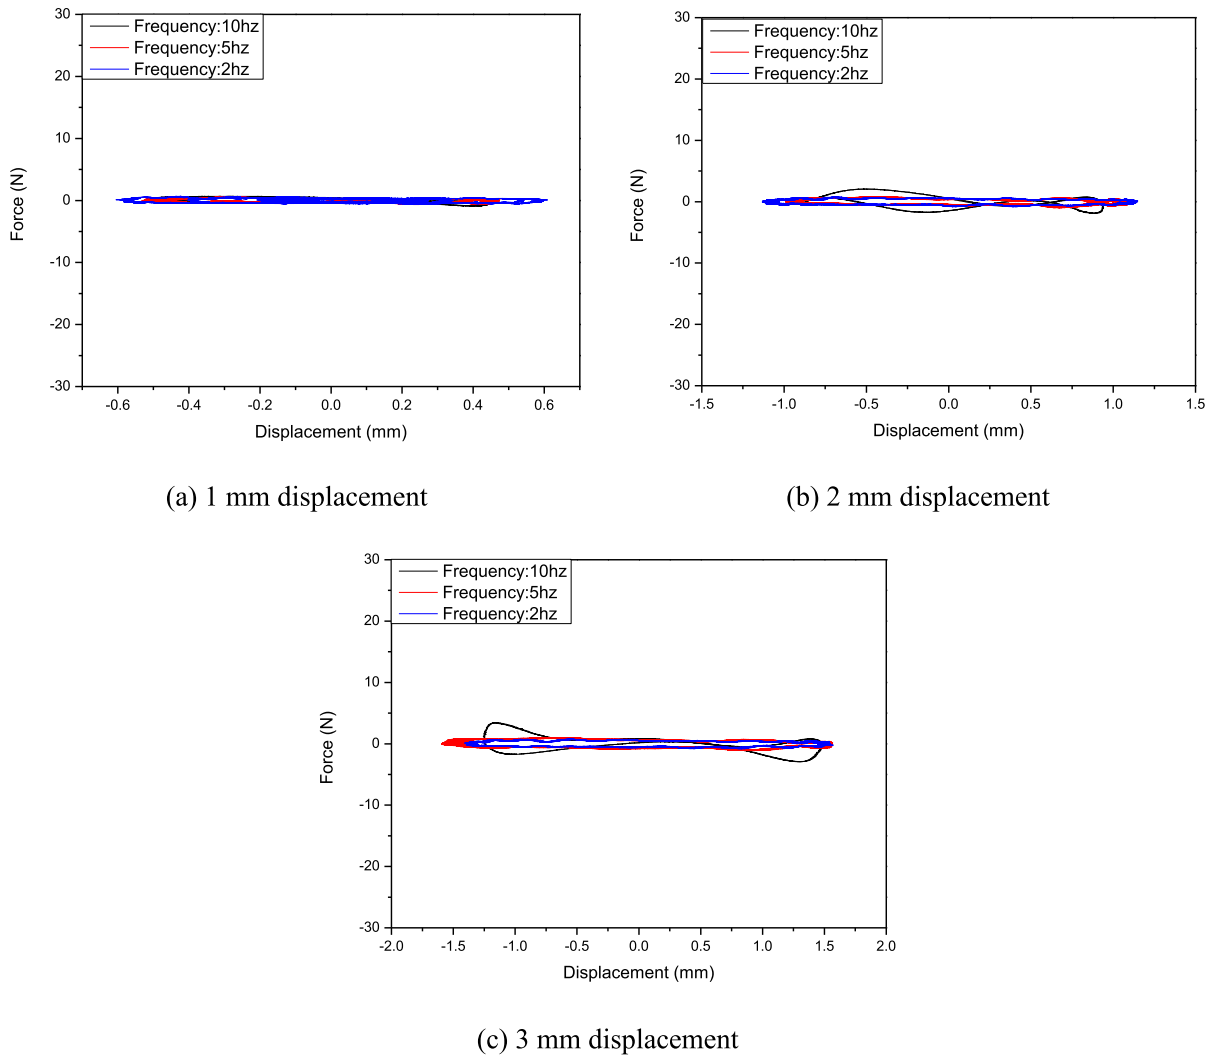 Frequency:10hz
Frequency:5hz
Frequency:2hz
30
20
10
0
-10
-20
-30
Force (N)
-0.6 -0.4 -0.2 0.0 0.2 0.4 0.6
Displacement (mm)
(a) 1 mm displacement
Frequency:10hz
Frequency:5hz
Frequency:2hz
30
20
10
0
-10
-20
-30
Force (N)
-1.5 -1.0 -0.5 0.0 0.5 1.0 1.5
Displacement (mm)
(b) 2 mm displacement
Frequency:10hz
Frequency:5hz
Frequency:2hz
30
20
10
0
-10
-20
-30
Force (N)
-2.0 -1.5 -1.0 -0.5 0.0 0.5 1.0 1.5 2.0
Displacement (mm)
(c) 3 mm displacement